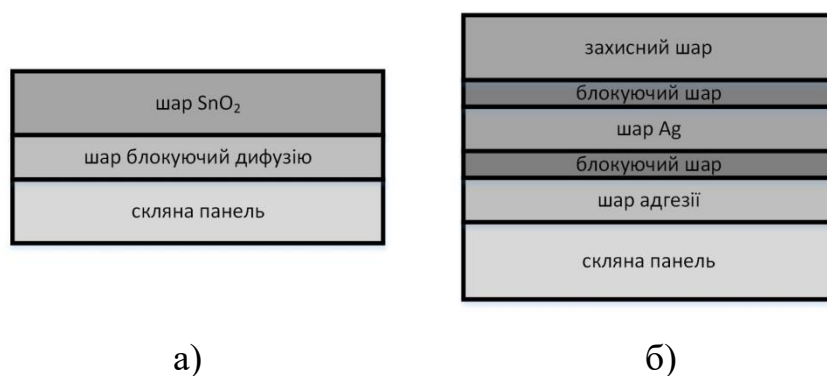 шар SnO₂
шар блокуючий дифузію
скляна панель
а)
захисний шар
блокуючий шар
шар Ag
блокуючий шар
шар адгезії
скляна панель
б)